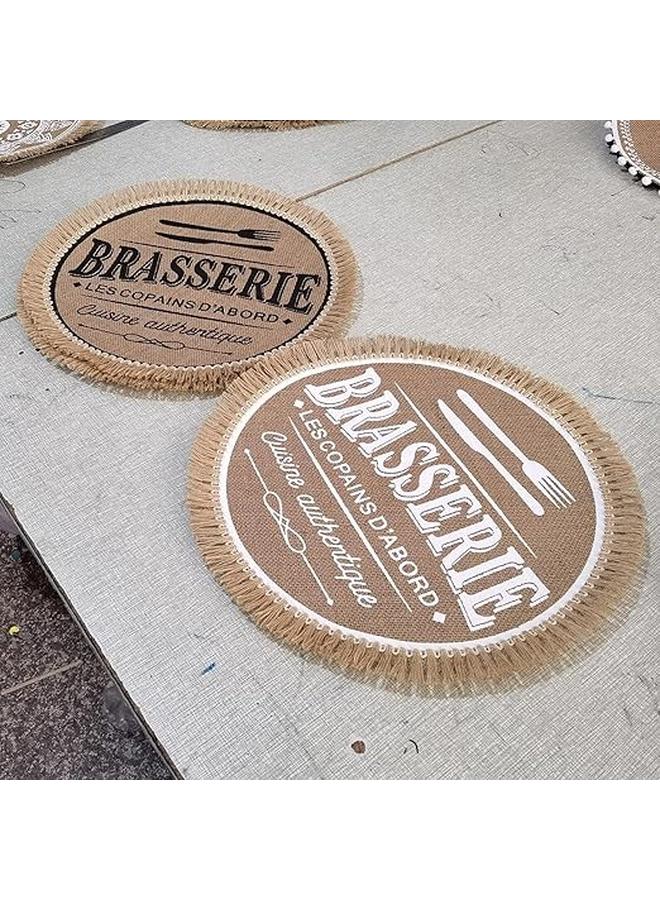 BRASSERIE
LES COPAINS D'ABORD
Cuisine authentique
BRASSERIE
LES COPAINS D'ABORD
Cuisine authentique